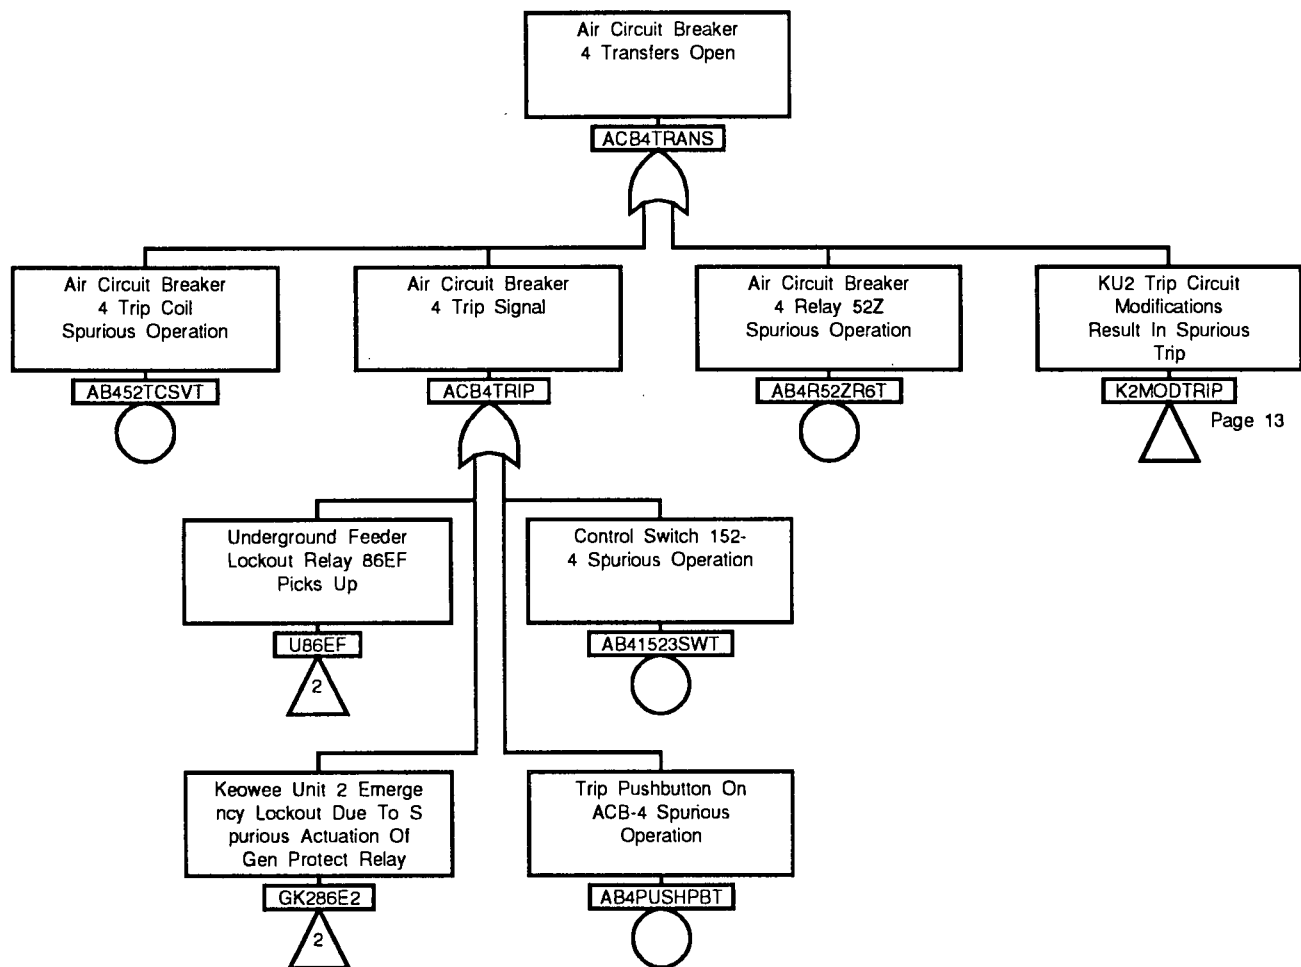 Air Circuit Breaker
4 Transfers Open
ACB4TRANS
Air Circuit Breaker
4 Trip Coil
Spurious Operation
AB452TCSVT
Air Circuit Breaker
4 Trip Signal
ACB4TRIP
Air Circuit Breaker
4 Relay 52Z
Spurious Operation
AB4R52ZR6T
KU2 Trip Circuit
Modifications
Result In Spurious
Trip
K2MODTRIP
Page 13
Underground Feeder
Lockout Relay 86EF
Picks Up
U86EF
2
Control Switch 152-
4 Spurious Operation
AB41523SWT
Keowee Unit 2 Emerge
ncy Lockout Due To S
purious Actuation Of
Gen Protect Relay
GK286E2
2
Trip Pushbutton On
ACB-4 Spurious
Operation
AB4PUSHPBT